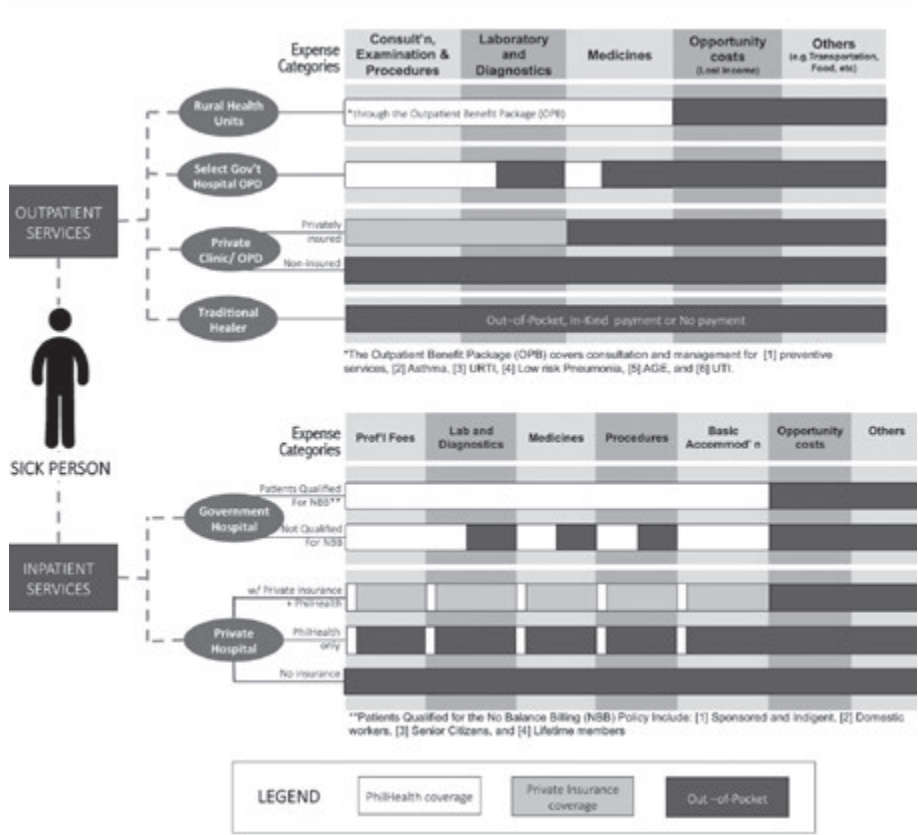 Expense
Categories
Consult'n,
Examination &
Procedures
Laboratory
and
Diagnostics
Medicines
Opportunity
costs
(Lost Income)
Others
(e.g.Transportation,
Food, etc)
Rural Health
Units
*through the Outpatient Benefit Package (OPB)
Select Gov't
Hospital OPD
OUTPATIENT
SERVICES
Privately
insured
Private
Clinic/ OPD
Non-insured
Traditional
Healer
Out-of-Pocket, In-Kind payment or No payment
*The Outpatient Benefit Package (OPB) covers consultation and management for [1] preventive
services, [2] Asthma, [3] URTI, [4] Low risk Pneumonia, [5] AGE, and [6] UTI.
SICK PERSON
Expense
Categories
Prof'l Fees
Lab and
Diagnostics
Medicines
Procedures
Basic
Accommod' n
Opportunity
costs
Others
Patients Qualified
For NBB**
Government
Hospital
Not Qualified
For NBB
INPATIENT
SERVICES
w/ Private Insurance
+ PhilHealth
Private
Hospital
PhilHealth
only
No insurance
**Patients Qualified for the No Balance Billing (NBB) Policy Include: [1] Sponsored and Indigent, [2] Domestic
workers, [3] Senior Citizens, and [4] Lifetime members
LEGEND
PhilHealth coverage
Private Insurance
coverage
Out -of-Pocket